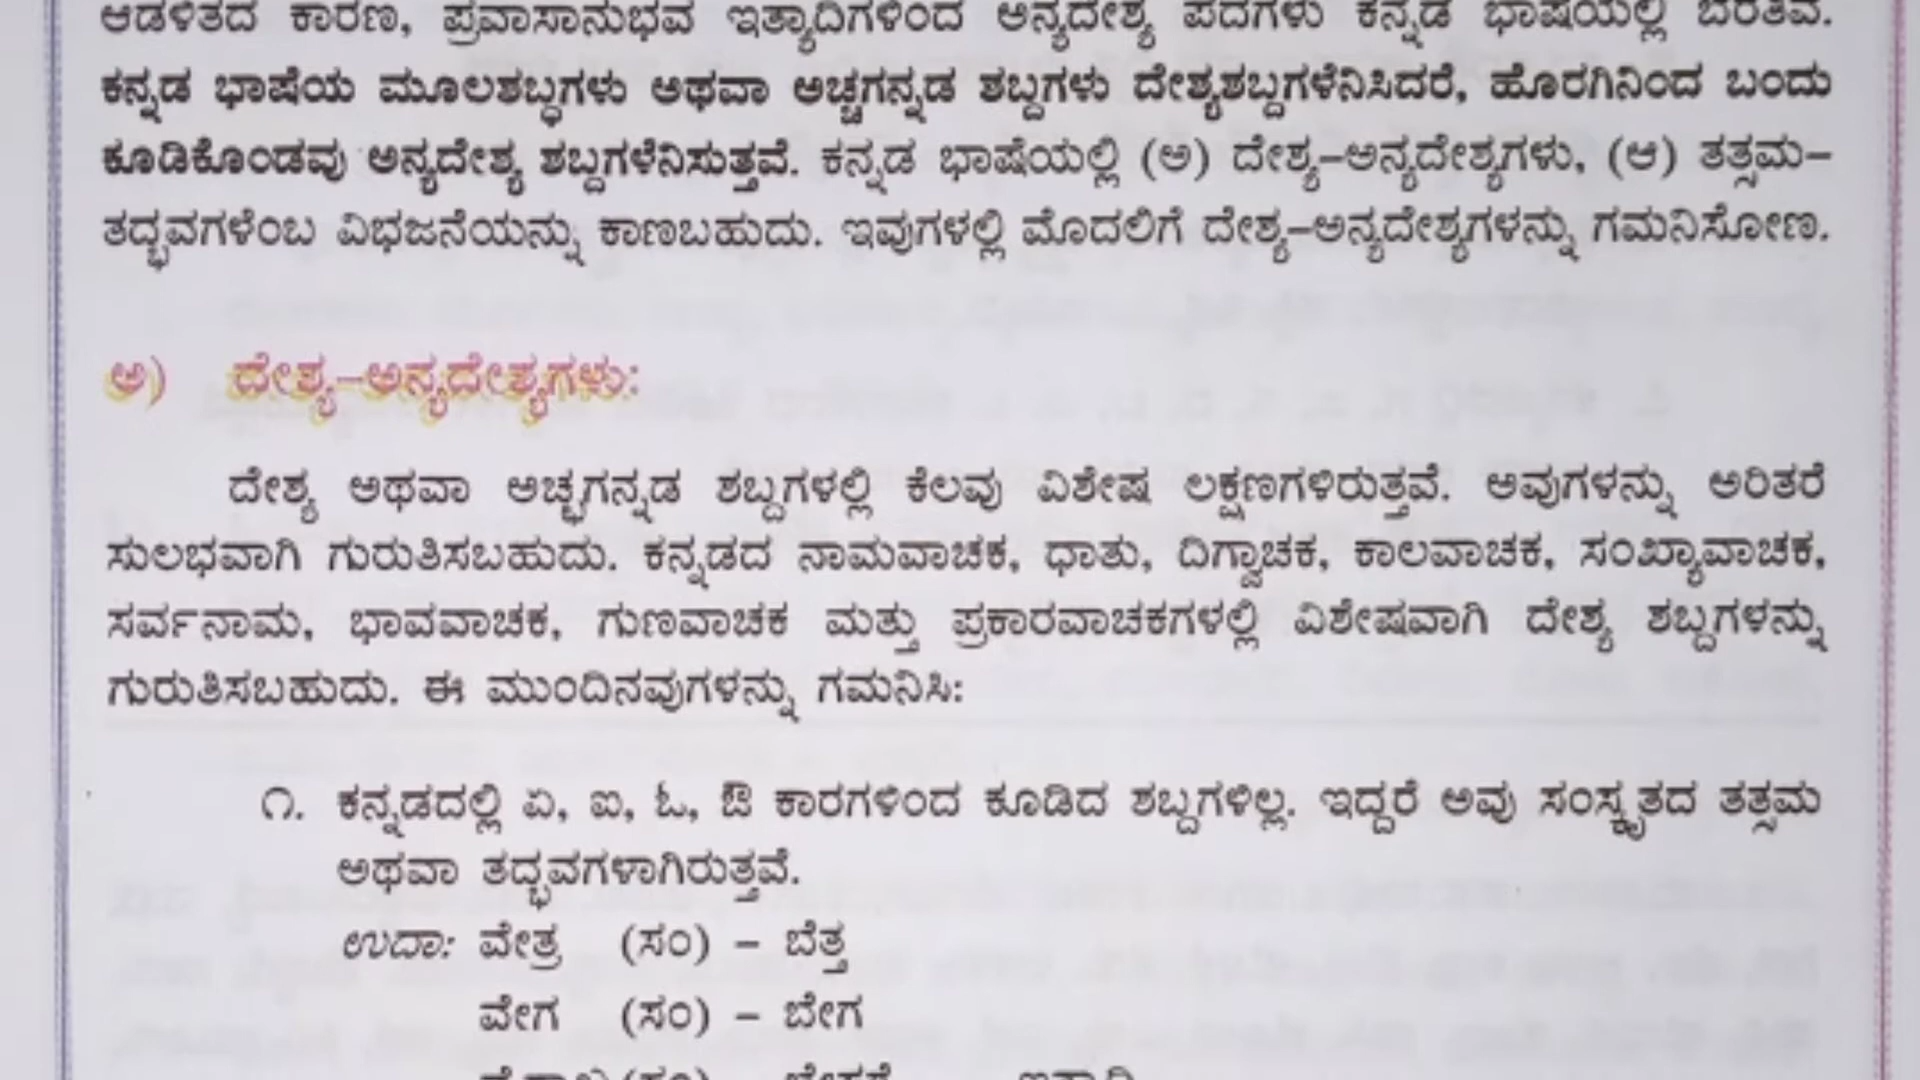 ಆಡಳಿತದ ಕಾರಣ, ಪ್ರವಾಸಾನುಭವ ಇತ್ಯಾದಿಗಳಿಂದ ಅನ್ಯದೇಶ್ಯ ಪದಗಳು ಕನ್ನಡ ಭಾಷೆಯಲ್ಲಿ ಬೆರೆತಿವೆ.
ಕನ್ನಡ ಭಾಷೆಯ ಮೂಲಶಬ್ಧಗಳು ಅಥವಾ ಅಚ್ಚಗನ್ನಡ ಶಬ್ದಗಳು ದೇಶ್ಯಶಬ್ದಗಳೆನಿಸಿದರೆ, ಹೊರಗಿನಿಂದ ಬಂದು
ಕೂಡಿಕೊಂಡವು ಅನ್ಯದೇಶ್ಯ ಶಬ್ದಗಳೆನಿಸುತ್ತವೆ. ಕನ್ನಡ ಭಾಷೆಯಲ್ಲಿ (ಅ) ದೇಶ್ಯ–ಅನ್ಯದೇಶ್ಯಗಳು, (ಆ) ತತ್ಸಮ–
ತದ್ಭವಗಳೆಂಬ ವಿಭಜನೆಯನ್ನು ಕಾಣಬಹುದು. ಇವುಗಳಲ್ಲಿ ಮೊದಲಿಗೆ ದೇಶ್ಯ–ಅನ್ಯದೇಶ್ಯಗಳನ್ನು ಗಮನಿಸೋಣ.
ಅ) ದೇಶ್ಯ–ಅನ್ಯದೇಶ್ಯಗಳು:
ದೇಶ್ಯ ಅಥವಾ ಅಚ್ಚಗನ್ನಡ ಶಬ್ದಗಳಲ್ಲಿ ಕೆಲವು ವಿಶೇಷ ಲಕ್ಷಣಗಳಿರುತ್ತವೆ. ಅವುಗಳನ್ನು ಅರಿತರೆ
ಸುಲಭವಾಗಿ ಗುರುತಿಸಬಹುದು. ಕನ್ನಡದ ನಾಮವಾಚಕ, ಧಾತು, ದಿಗ್ವಾಚಕ, ಕಾಲವಾಚಕ, ಸಂಖ್ಯಾವಾಚಕ,
ಸರ್ವನಾಮ, ಭಾವವಾಚಕ, ಗುಣವಾಚಕ ಮತ್ತು ಪ್ರಕಾರವಾಚಕಗಳಲ್ಲಿ ವಿಶೇಷವಾಗಿ ದೇಶ್ಯ ಶಬ್ದಗಳನ್ನು
ಗುರುತಿಸಬಹುದು. ಈ ಮುಂದಿನವುಗಳನ್ನು ಗಮನಿಸಿ:
೧. ಕನ್ನಡದಲ್ಲಿ ಏ, ಐ, ಓ, ಔ ಕಾರಗಳಿಂದ ಕೂಡಿದ ಶಬ್ದಗಳಿಲ್ಲ. ಇದ್ದರೆ ಅವು ಸಂಸ್ಕೃತದ ತತ್ಸಮ
ಅಥವಾ ತದ್ಭವಗಳಾಗಿರುತ್ತವೆ.
ಉದಾ: ವೇತ್ರ (ಸಂ) – ಬೆತ್ತ
ವೇಗ (ಸಂ) – ಬೇಗ